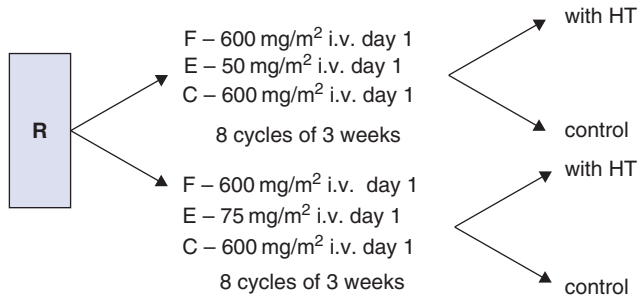 R
F – 600 mg/m² i.v. day 1
E – 50 mg/m² i.v. day 1
C – 600 mg/m² i.v. day 1
8 cycles of 3 weeks
with HT
control
F – 600 mg/m² i.v. day 1
E – 75 mg/m² i.v. day 1
C – 600 mg/m² i.v. day 1
8 cycles of 3 weeks
with HT
control